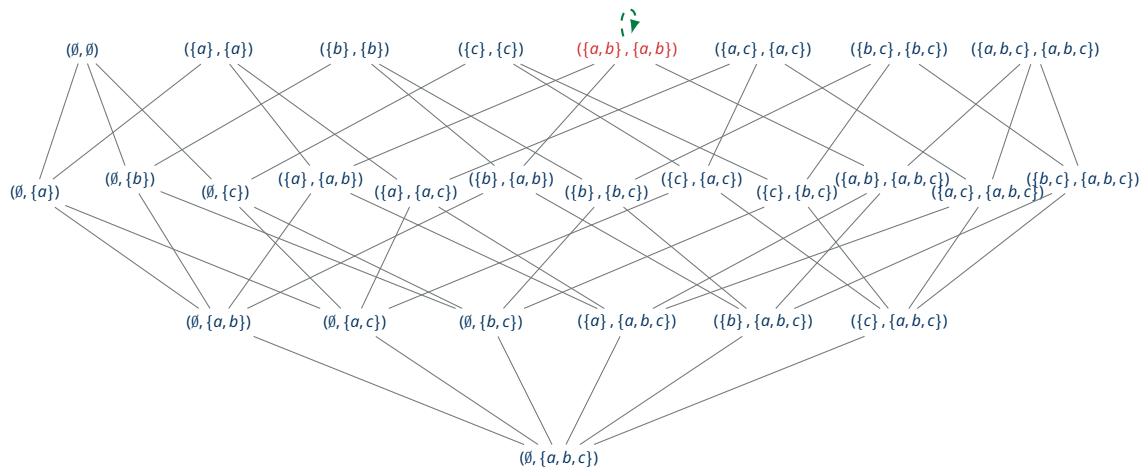 (∅, ∅) ({a} , {a}) ({b} , {b}) ({c} , {c}) ({a, b} , {a, b}) ({a, c} , {a, c}) ({b, c} , {b, c}) ({a, b, c} , {a, b, c})
(∅, {a}) (∅, {b}) (∅, {c}) ({a} , {a, b}) ({a} , {a, c}) ({b} , {a, b}) ({b} , {b, c}) ({c} , {a, c}) ({c} , {b, c}) ({a, b} , {a, b, c}) ({a, c} , {a, b, c}) ({b, c} , {a, b, c})
(∅, {a, b}) (∅, {a, c}) (∅, {b, c}) ({a} , {a, b, c}) ({b} , {a, b, c}) ({c} , {a, b, c})
(∅, {a, b, c})